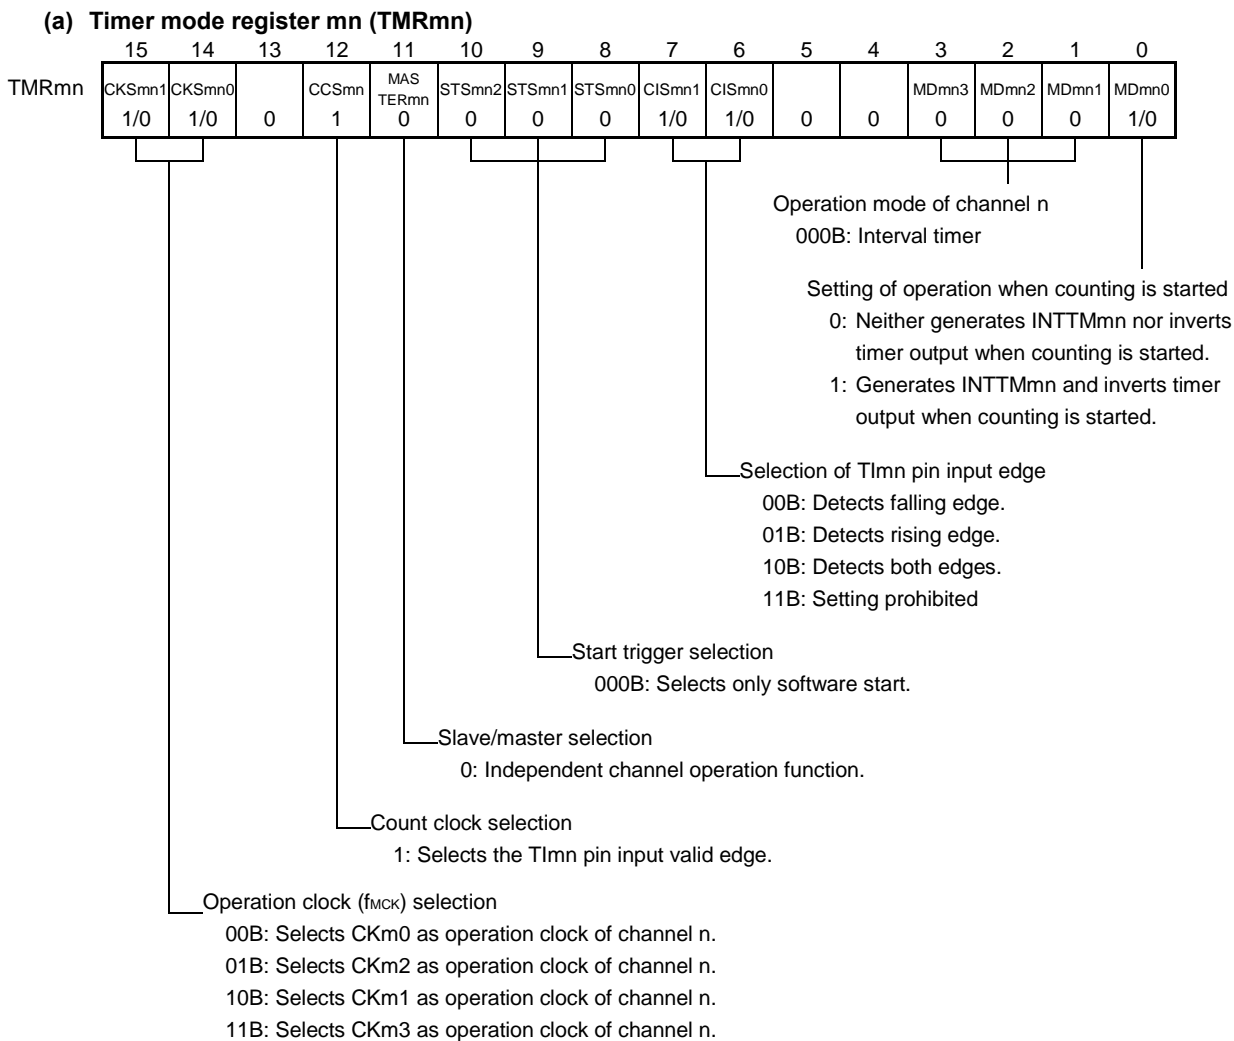 (a) Timer mode register mn (TMRmn)
15 14 13 12 11 10 9 8 7 6 5 4 3 2 1 0
TMRmn CKSmn1 CKSmn0 CCSmn MAS TERmn STSmn2 STSmn1 STSmn0 CISmn1 CISmn0 MDmn3 MDmn2 MDmn1 MDmn0
1/0 1/0 0 1 0 0 0 0 1/0 1/0 0 0 0 0 0 1/0
Operation mode of channel n
000B: Interval timer
Setting of operation when counting is started
0: Neither generates INTTMmn nor inverts
timer output when counting is started.
1: Generates INTTMmn and inverts timer
output when counting is started.
Selection of TImn pin input edge
00B: Detects falling edge.
01B: Detects rising edge.
10B: Detects both edges.
11B: Setting prohibited
Start trigger selection
000B: Selects only software start.
Slave/master selection
0: Independent channel operation function.
Count clock selection
1: Selects the TImn pin input valid edge.
Operation clock (fMCK) selection
00B: Selects CKm0 as operation clock of channel n.
01B: Selects CKm2 as operation clock of channel n.
10B: Selects CKm1 as operation clock of channel n.
11B: Selects CKm3 as operation clock of channel n.